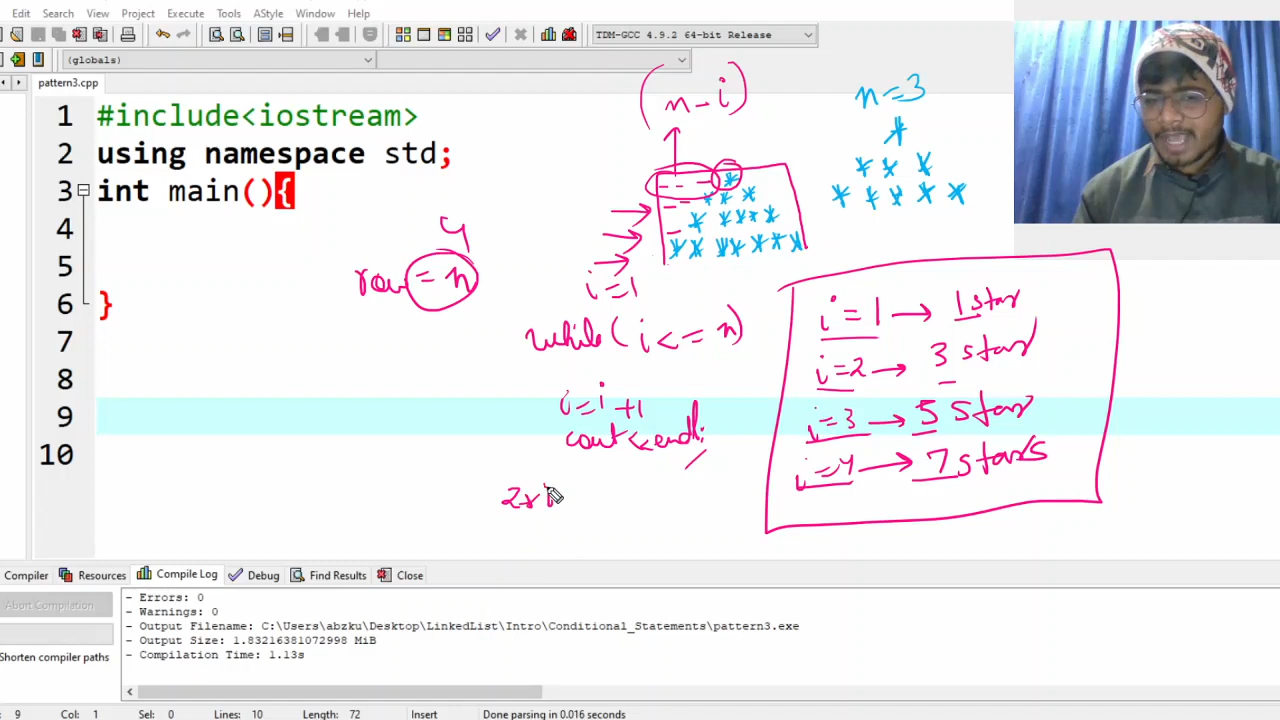 Edit Search View Project Execute Tools AStyle Window Help
TDM-GCC 4.9.2 64-bit Release
(globals)
pattern3.cpp
1 #include<iostream>
2 using namespace std;
3 int main(){
4
5
6 }
7
8
9
10
(n-i)
n=3
*
* * *
* * * * *
- - - *
- - * * *
- * * * * *
* * * * * * *
4
row = n
i=1
while(i<=n)
i=i+1
cout<<endl;
2*i
i=1 → 1 star
i=2 → 3 star
i=3 → 5 star
i=4 → 7 stars
Compiler Resources Compile Log Debug Find Results Close
Abort Compilation
Shorten compiler paths
- Errors: 0
- Warnings: 0
- Output Filename: C:\Users\abzku\Desktop\LinkedList\Intro\Conditional_Statements\pattern3.exe
- Output Size: 1.83216381072998 MiB
- Compilation Time: 1.13s
9 Col: 1 Sel: 0 Lines: 10 Length: 72 Insert Done parsing in 0.016 seconds